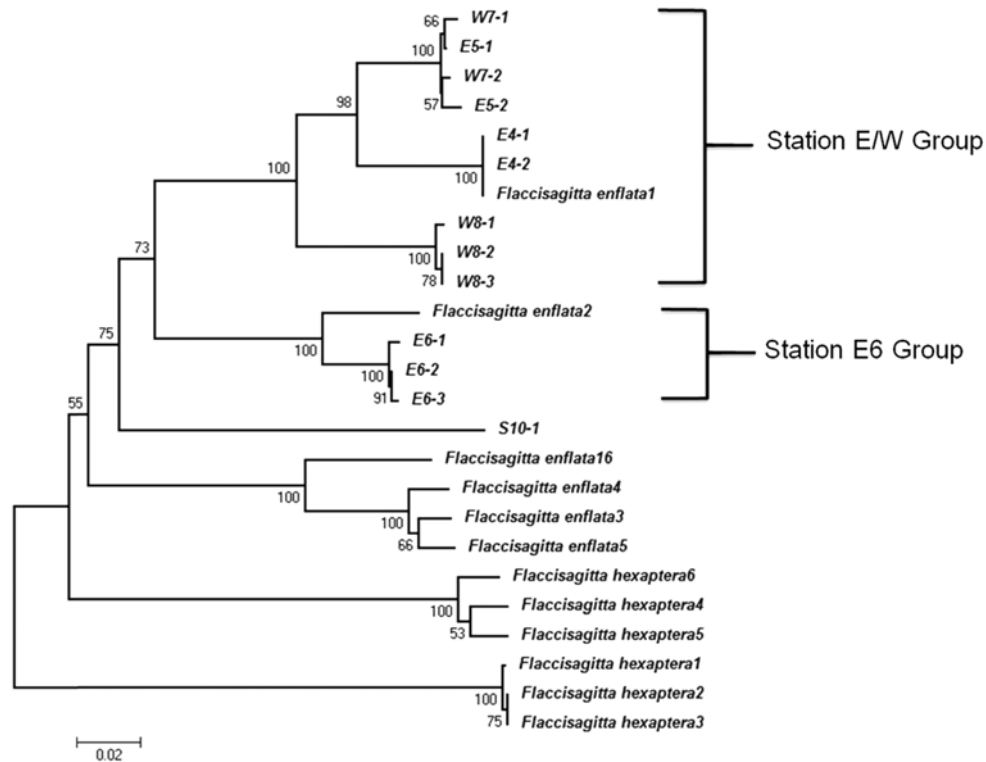 W7-1
66
E5-1
100
W7-2
57
E5-2
98
E4-1
Station E/W Group
E4-2
100
100
Flaccisagitta enflata1
W8-1
W8-2
100
78
W8-3
73
Flaccisagitta enflata2
E6-1
75
100
Station E6 Group
E6-2
100
91
E6-3
55
S10-1
Flaccisagitta enflata16
Flaccisagitta enflata4
100
Flaccisagitta enflata3
100
66
Flaccisagitta enflata5
Flaccisagitta hexaptera6
100
Flaccisagitta hexaptera4
53
Flaccisagitta hexaptera5
Flaccisagitta hexaptera1
100
Flaccisagitta hexaptera2
75
Flaccisagitta hexaptera3
0.02